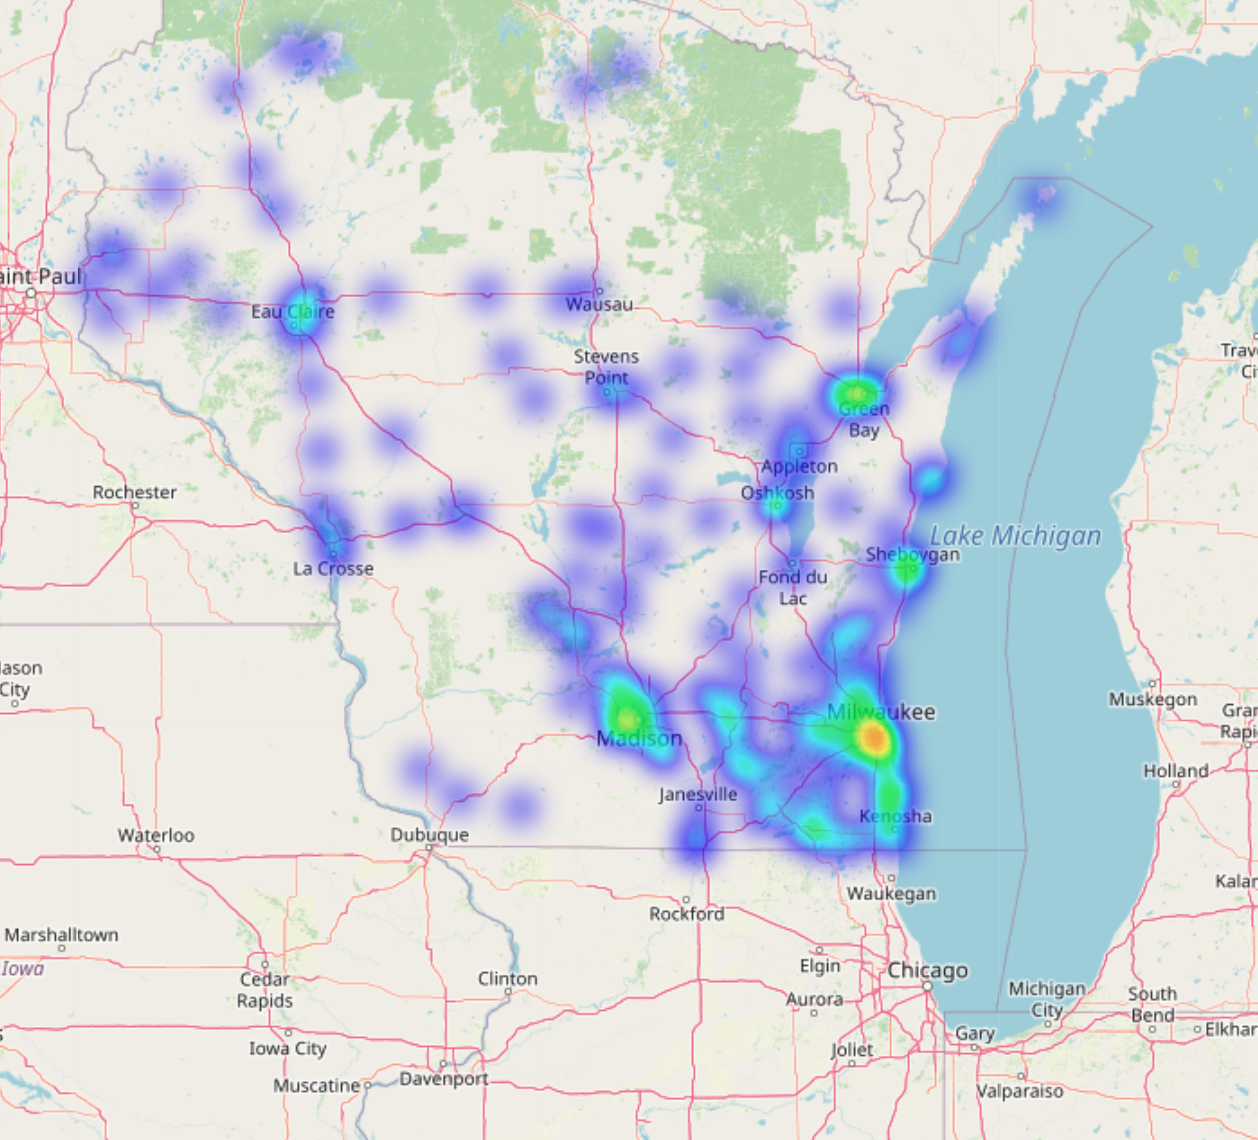 aint Paul
Eau Claire
Wausau
Stevens
Point
Green
Bay
Appleton
Trav
Ci
Rochester
Oshkosh
Lake Michigan
La Crosse
Sheboygan
Fond du
Lac
Mason
City
Muskegon
Gran
Rapi
Milwaukee
Madison
Holland
Janesville
Kenosha
Waterloo
Dubuque
Waukegan
Kalar
Rockford
Marshalltown
Iowa
Cedar
Rapids
Clinton
Elgin
Chicago
Aurora
Michigan
City
South
Bend
Elkhar
Iowa City
Joliet
Gary
Muscatine
Davenport
Valparaiso